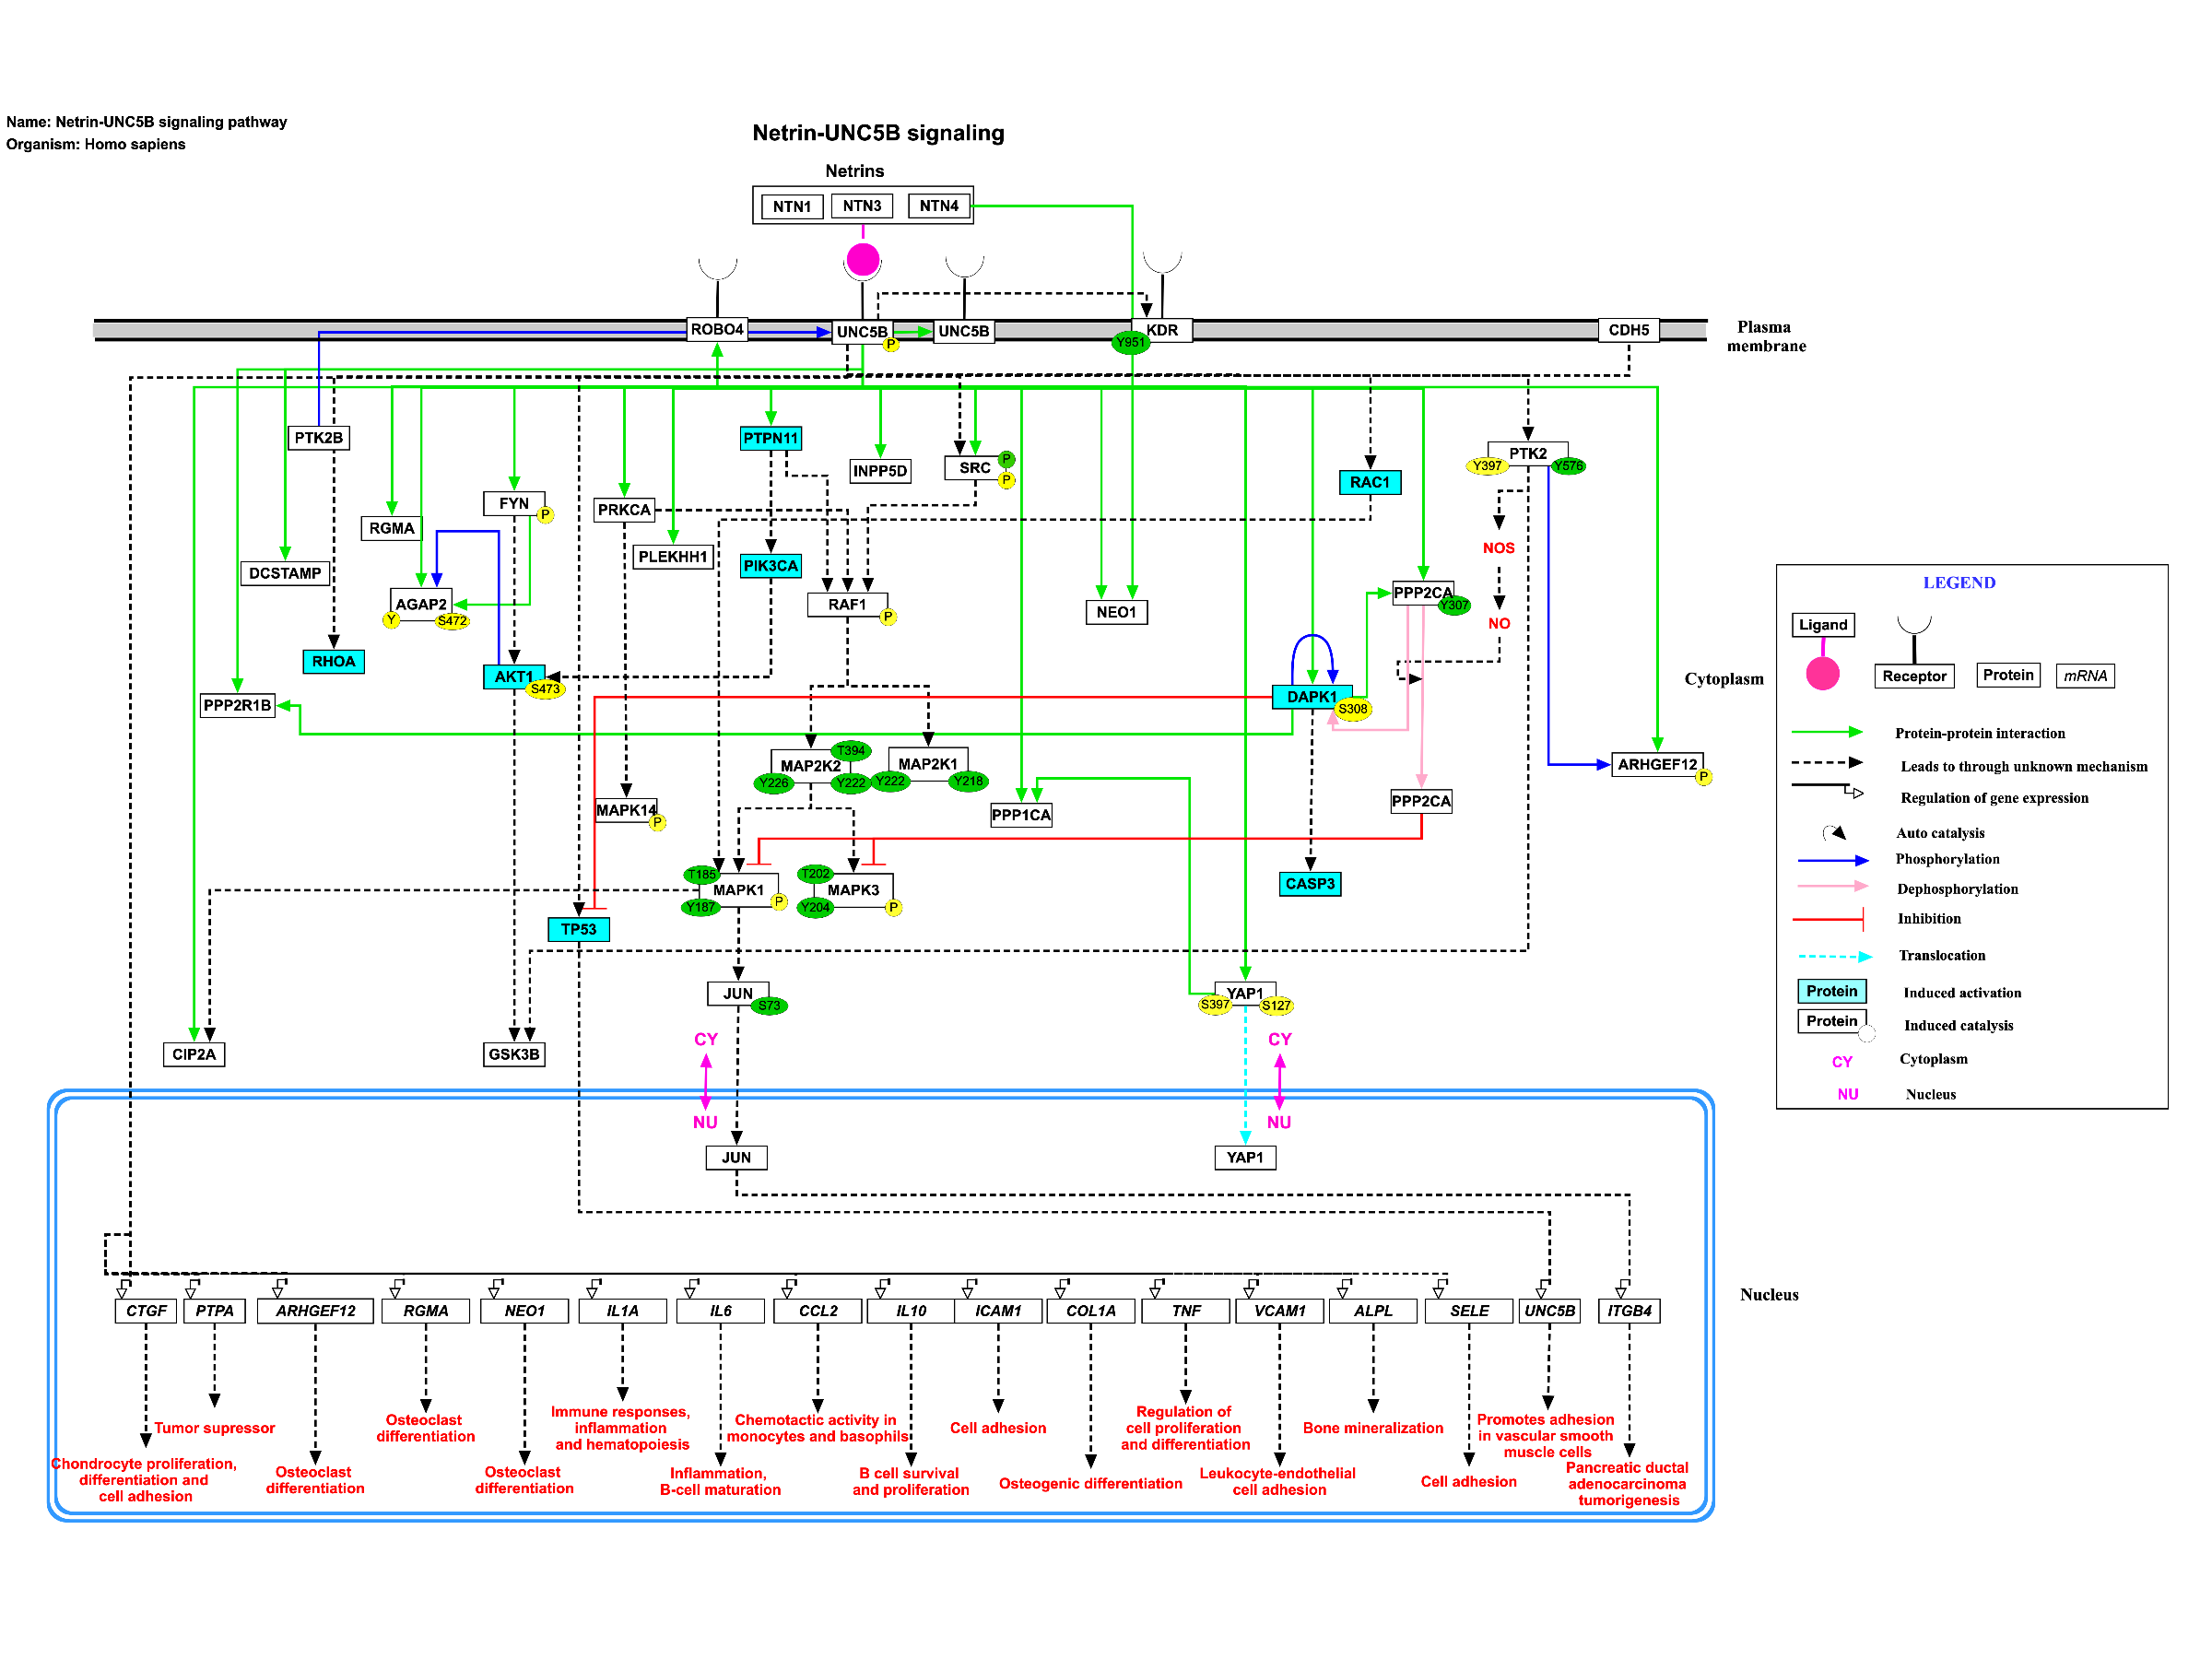 Name: Netrin-UNC5B signaling pathway
Organism: Homo sapiens
Netrin-UNC5B signaling
Netrins
NTN1 NTN3 NTN4
ROBO4 UNC5B UNC5B KDR CDH5
P
Y951
Plasma
membrane
PTK2B PTPN11
INPP5D SRC P
P
PTK2
Y397 Y576
RAC1
FYN
P
PRKCA
RGMA
PLEKHH1
DCSTAMP
PIK3CA
NOS
AGAP2
Y S472
RAF1
P
NEO1
PPP2CA
Y307
NO
RHOA
AKT1
S473
PPP2R1B
DAPK1
S308
Cytoplasm
MAP2K2 T394
Y226 Y222
MAP2K1
Y222 Y218
ARHGEF12
P
MAPK14
P
PPP1CA
PPP2CA
T185
MAPK1
Y187 P
T202
MAPK3
Y204 P
CASP3
TP53
JUN
S73
YAP1
S397 S127
CIP2A GSK3B
CY CY
NU NU
JUN YAP1
Nucleus
CTGF PTPA ARHGEF12 RGMA NEO1 IL1A IL6 CCL2 IL10 ICAM1 COL1A TNF VCAM1 ALPL SELE UNC5B ITGB4
Chondrocyte proliferation,
differentiation and
cell adhesion
Tumor supressor
Osteoclast
differentiation
Osteoclast
differentiation
Osteoclast
differentiation
Immune responses,
inflammation
and hematopoiesis
Inflammation,
B-cell maturation
Chemotactic activity in
monocytes and basophils
B cell survival
and proliferation
Cell adhesion
Osteogenic differentiation
Regulation of
cell proliferation
and differentiation
Leukocyte-endothelial
cell adhesion
Bone mineralization
Cell adhesion
Promotes adhesion
in vascular smooth
muscle cells
Pancreatic ductal
adenocarcinoma
tumorigenesis
LEGEND
Ligand
Receptor Protein mRNA
Protein-protein interaction
Leads to through unknown mechanism
Regulation of gene expression
Auto catalysis
Phosphorylation
Dephosphorylation
Inhibition
Translocation
Protein Induced activation
Protein Induced catalysis
CY Cytoplasm
NU Nucleus